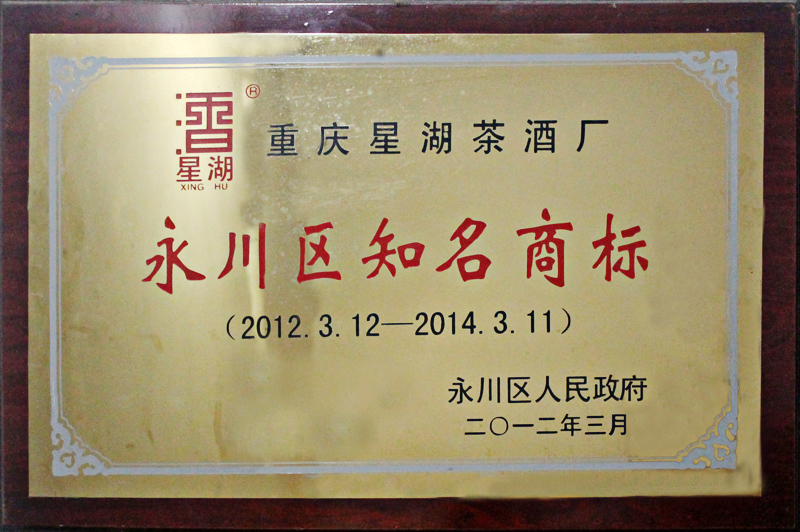 ®
重庆星湖茶酒厂
星湖
XING HU
永川区知名商标
(2012.3.12—2014.3.11)
永川区人民政府
二〇一二年三月